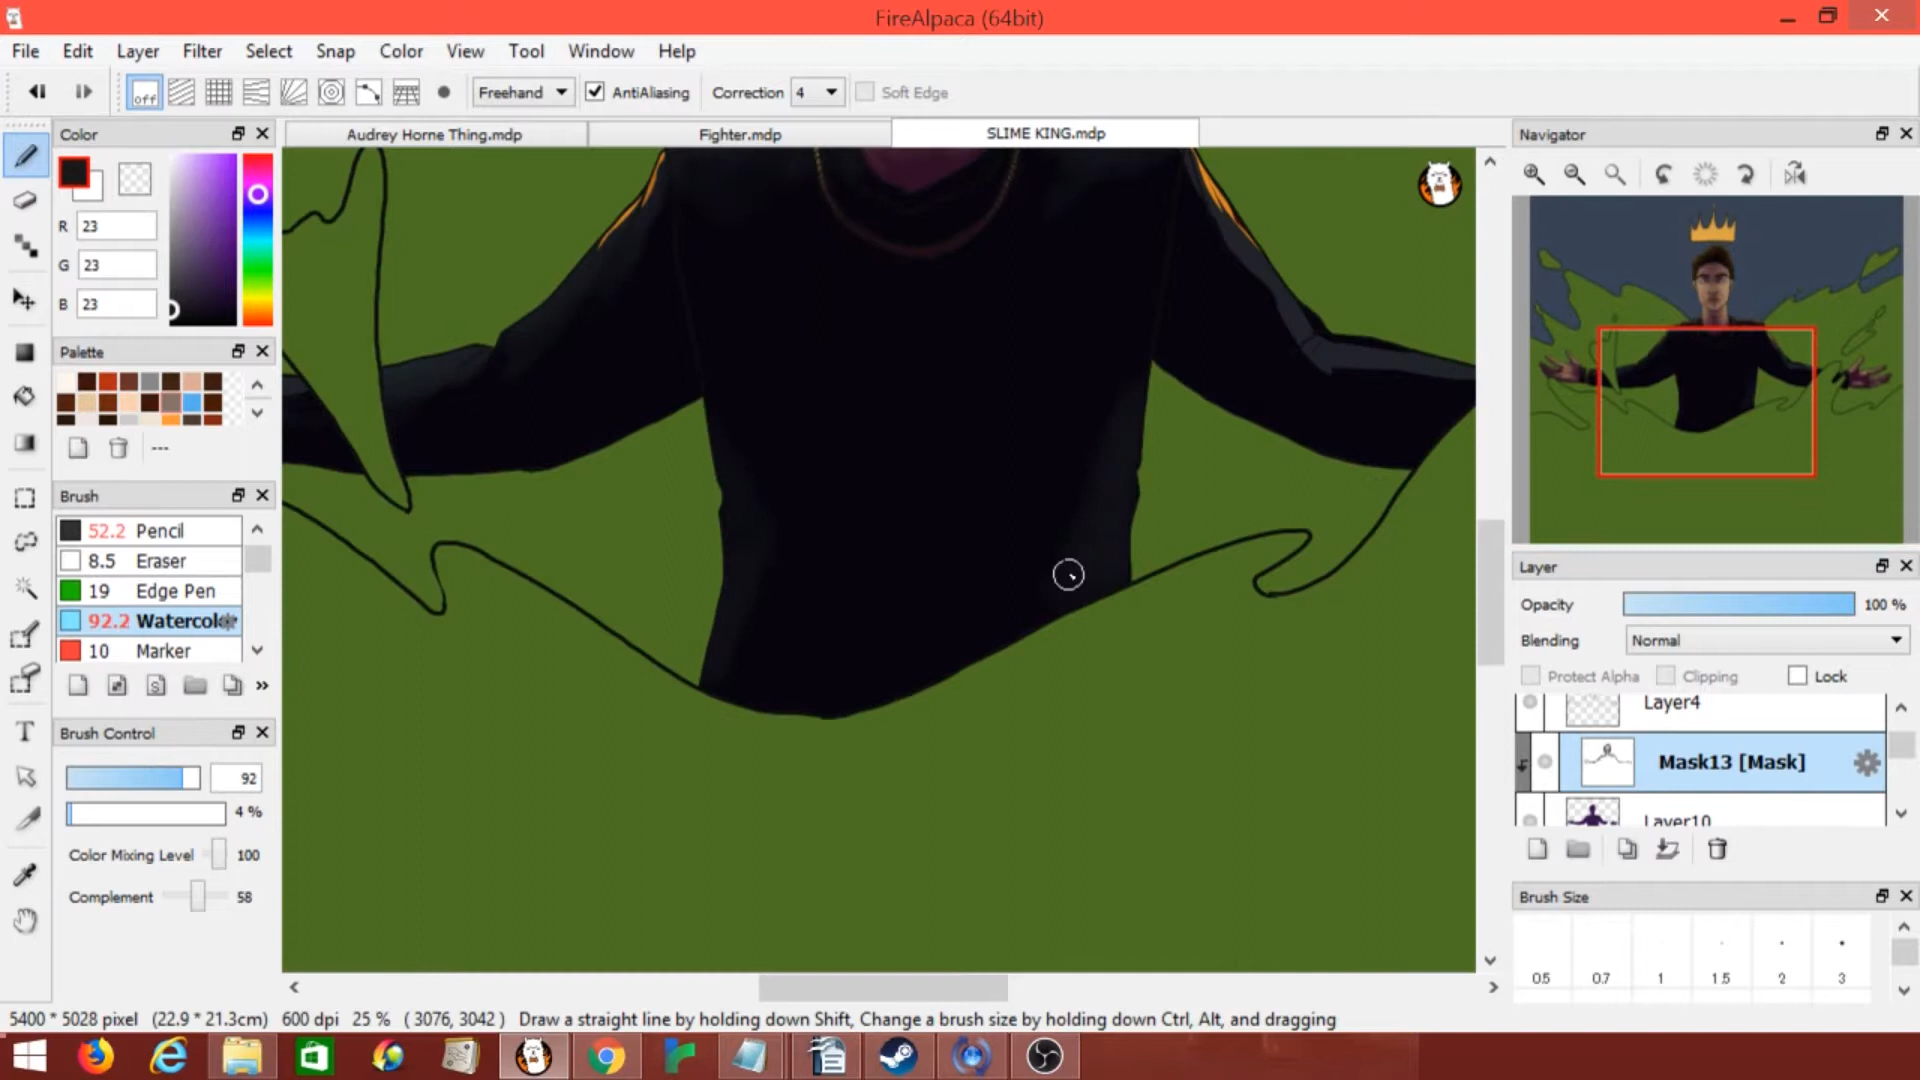 FireAlpaca (64bit)
File Edit Layer Filter Select Snap Color View Tool Window Help
off Freehand AntiAliasing Correction 4 Soft Edge
Color
Audrey Horne Thing.mdp Fighter.mdp SLIME KING.mdp
Navigator
R 23
G 23
B 23
Palette
---
Brush
52.2 Pencil
8.5 Eraser
19 Edge Pen
92.2 Watercolor
10 Marker
Brush Control
92
4 %
Color Mixing Level 100
Complement 58
Layer
Opacity 100 %
Blending Normal
Protect Alpha Clipping Lock
Layer4
Mask13 [Mask]
Layer10
Brush Size
0.5 0.7 1 1.5 2 3
5400 * 5028 pixel (22.9 * 21.3cm) 600 dpi 25 % ( 3076, 3042 ) Draw a straight line by holding down Shift, Change a brush size by holding down Ctrl, Alt, and dragging